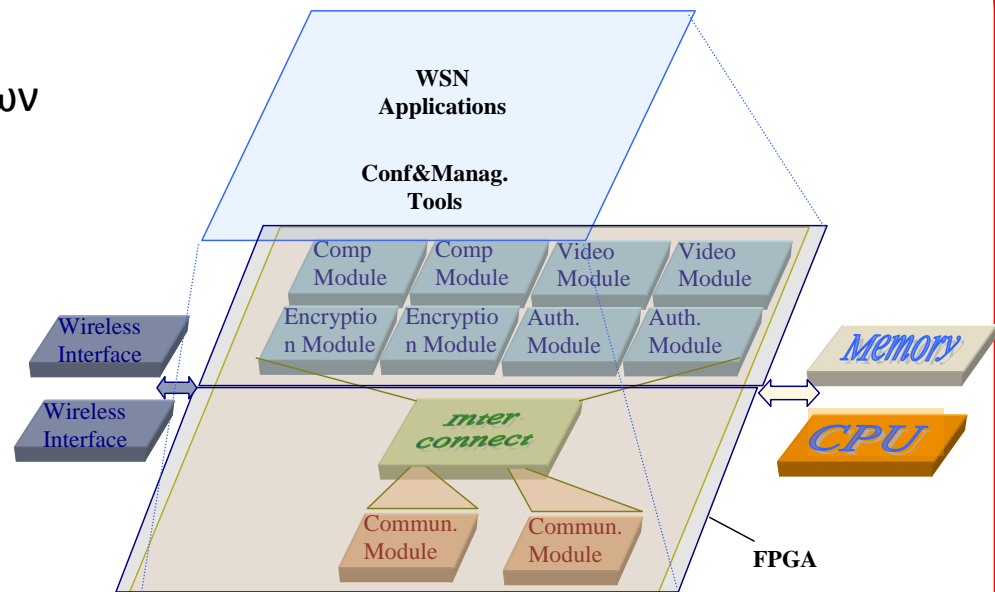 ων
WSN
Applications
Conf&Manag.
Tools
Comp
Module
Comp
Module
Video
Module
Video
Module
Encryptio
n Module
Encryptio
n Module
Auth.
Module
Auth.
Module
Wireless
Interface
Wireless
Interface
Memory
CPU
Inter
connect
Commun.
Module
Commun.
Module
FPGA